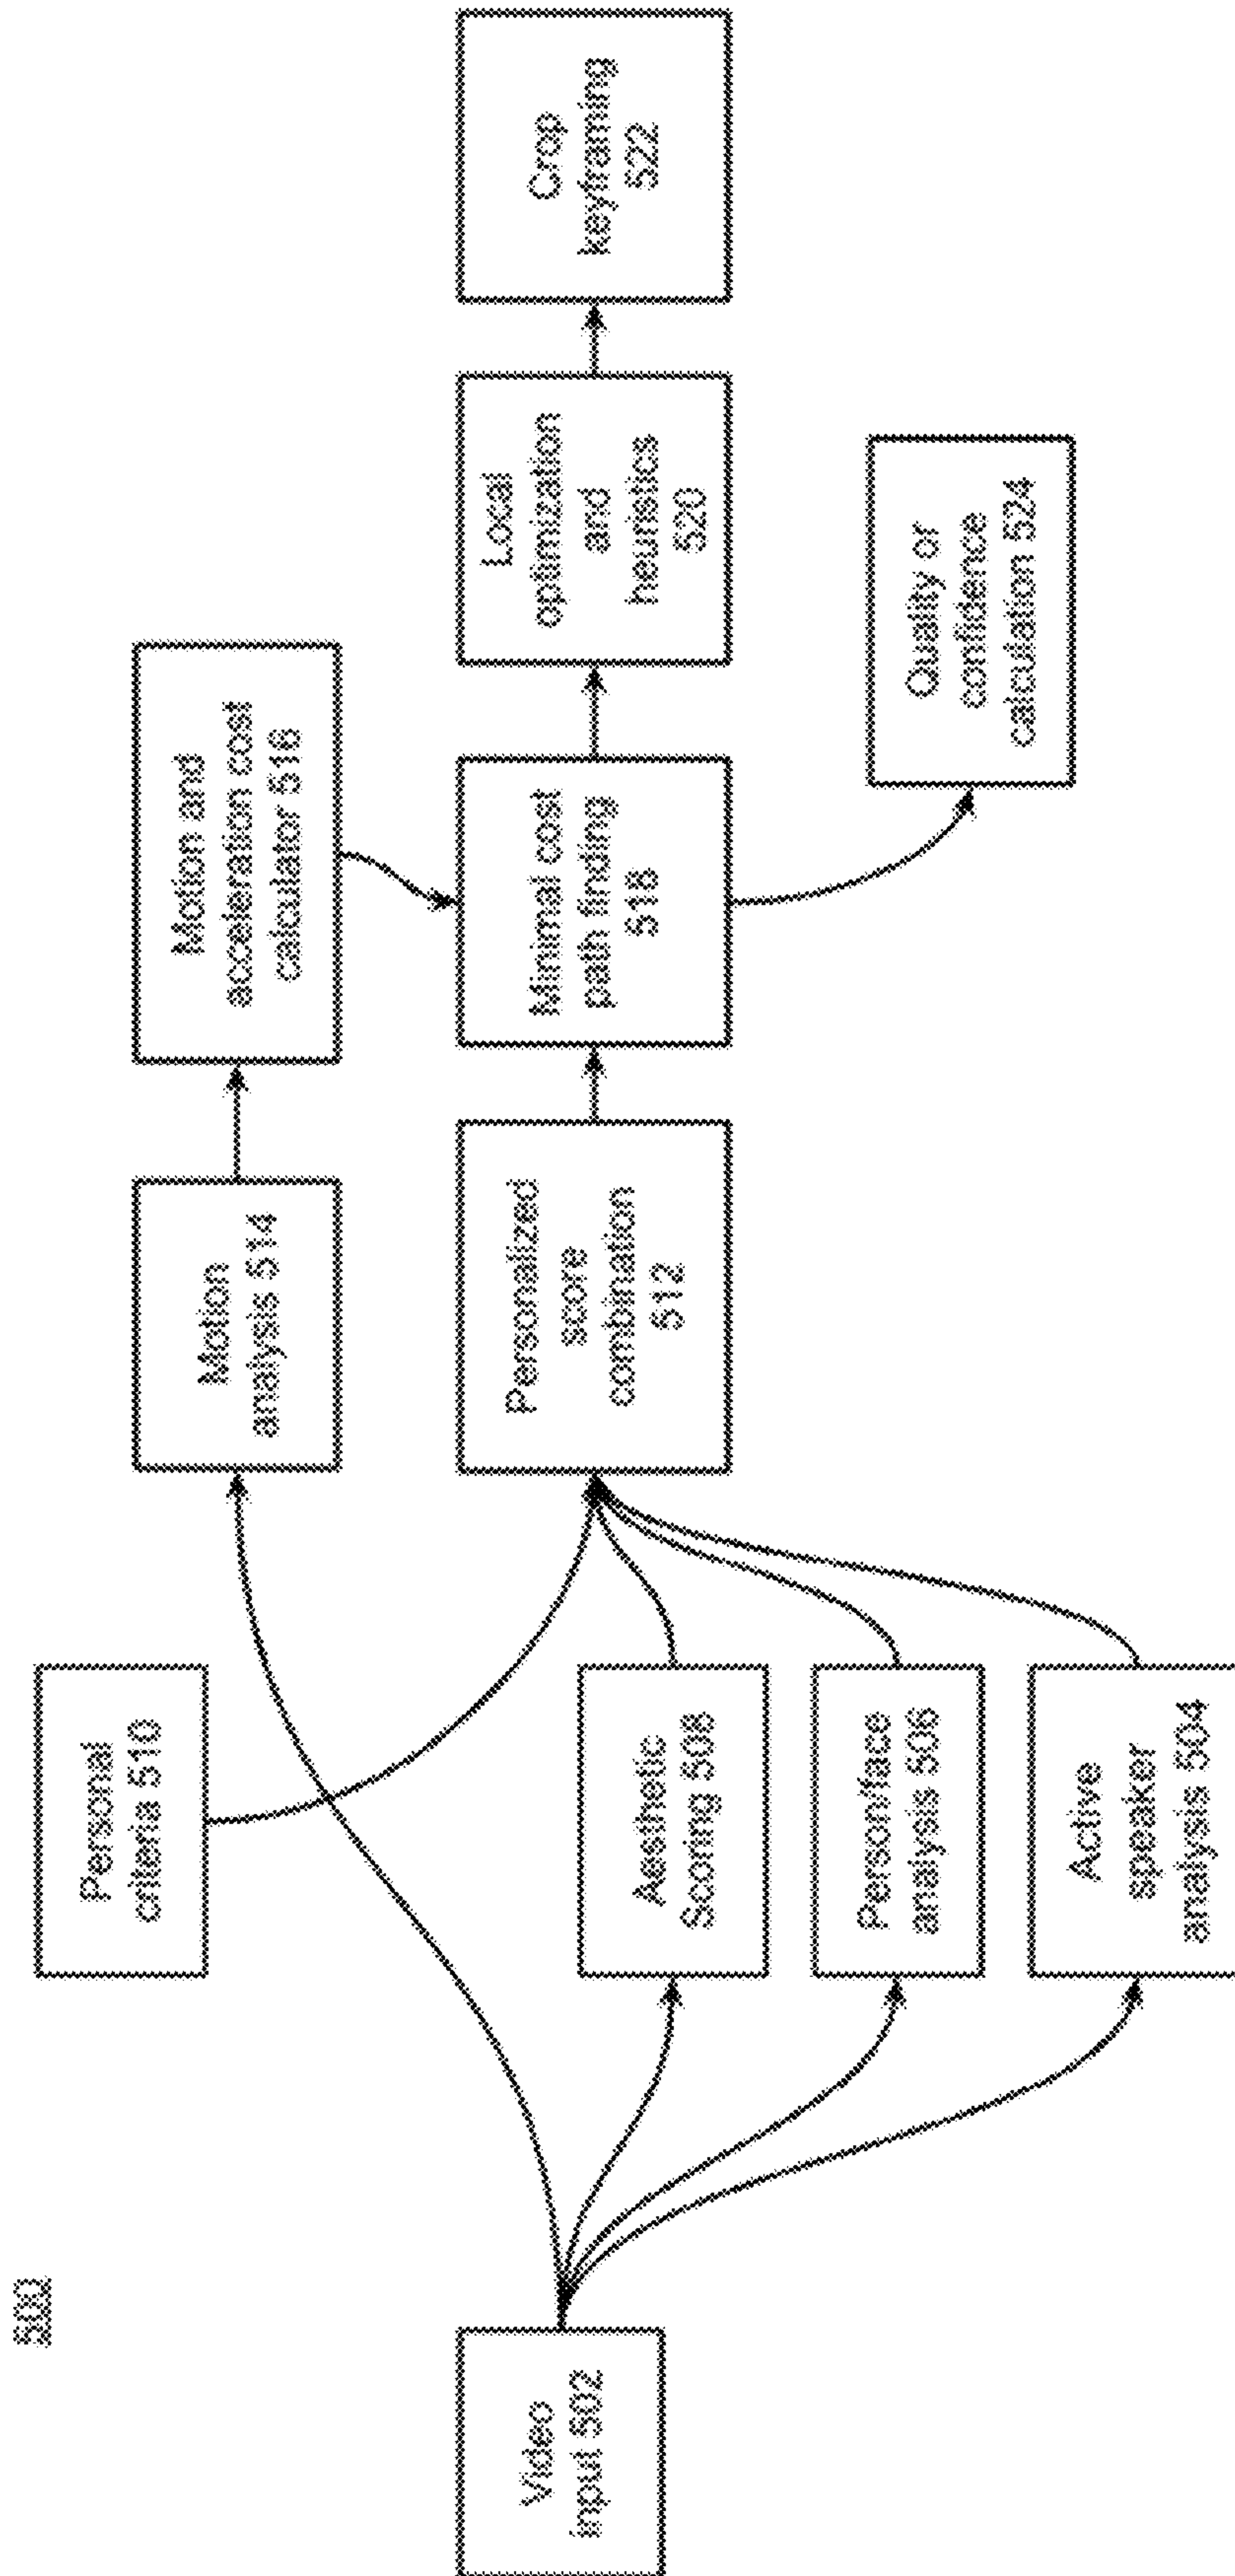 500
Video
input 502
Personal
criteria 510
Aesthetic
Scoring 508
Person/face
analysis 506
Active
speaker
analysis 504
Motion
analysis 514
Personalized
score
combination
512
Motion and
acceleration cost
calculator 516
Minimal cost
path finding
518
Local
optimization
and
heuristics
520
Quality or
confidence
calculation 524
Crop
keyframing
522